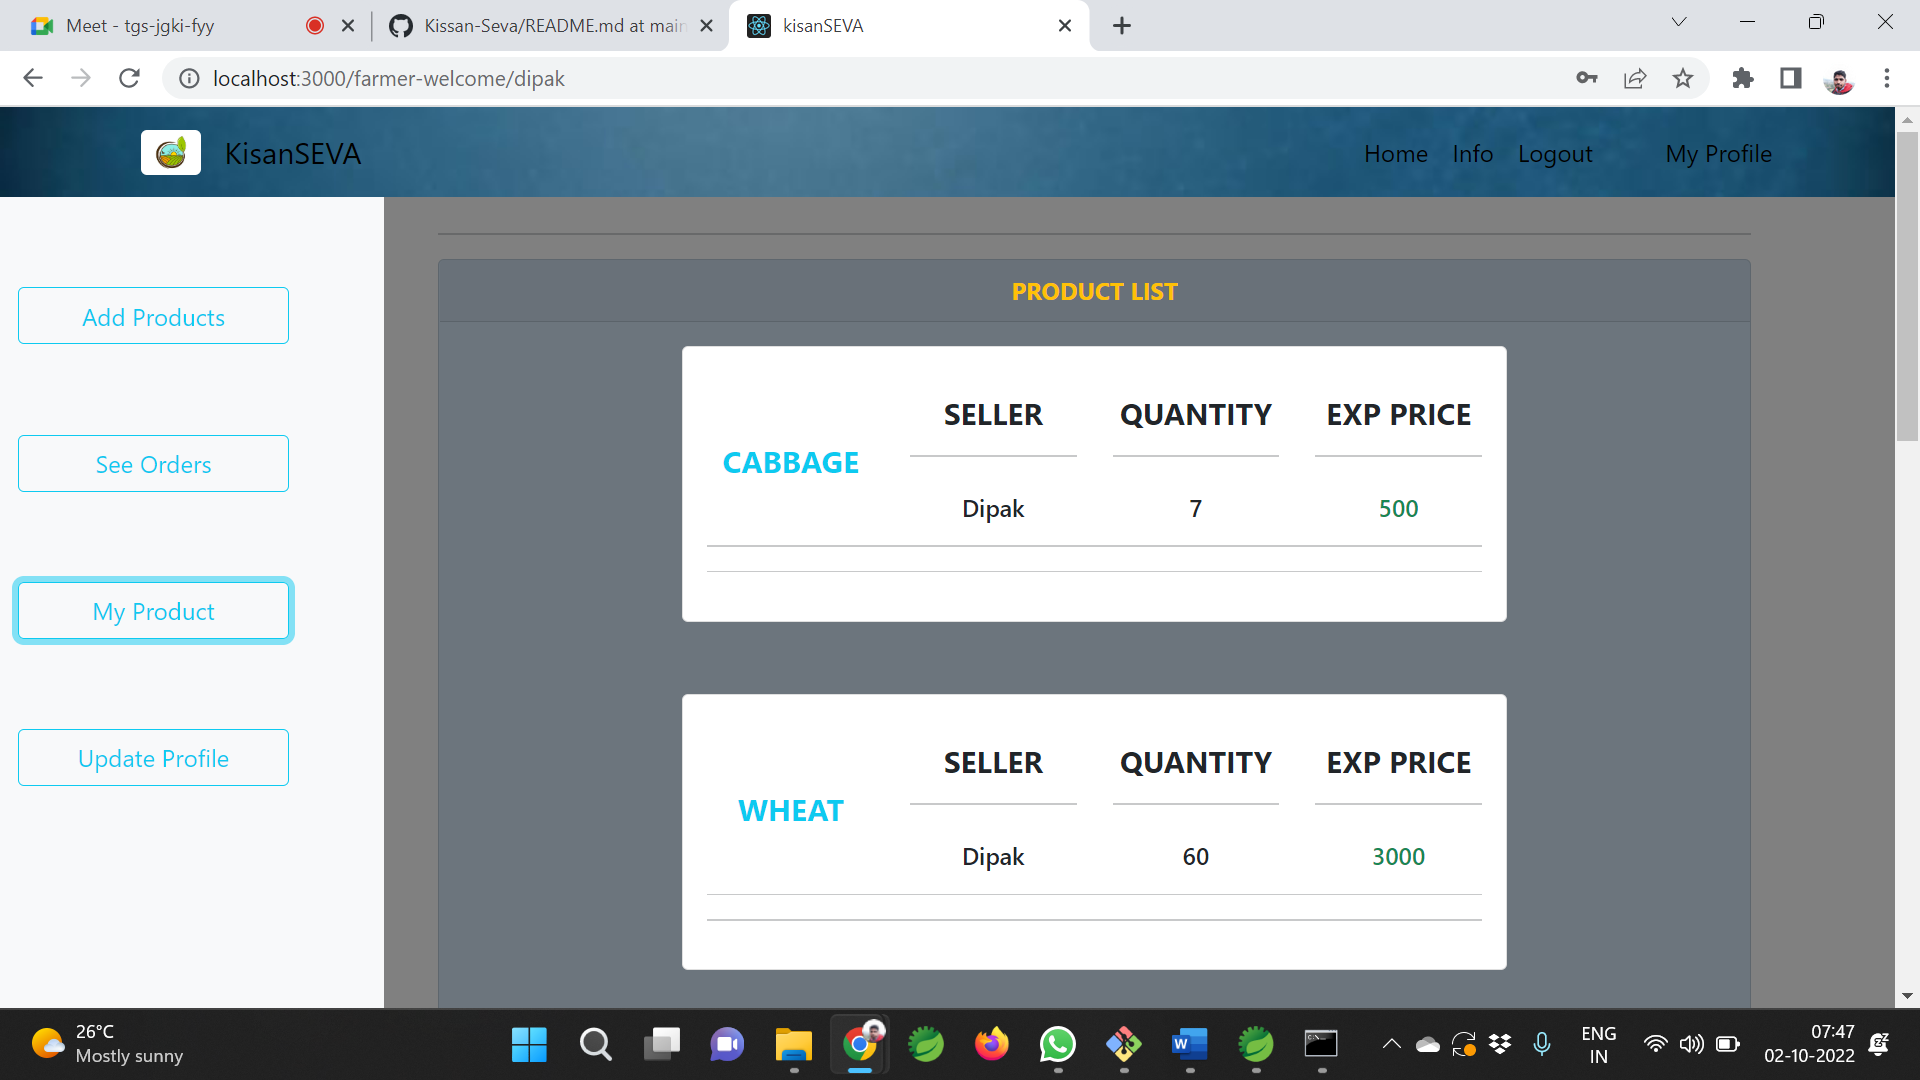 Meet - tgs-jgki-fyy
Kissan-Seva/README.md at main
kisanSEVA
localhost:3000/farmer-welcome/dipak
KisanSEVA
Home Info Logout My Profile
Add Products
See Orders
My Product
Update Profile
PRODUCT LIST
SELLER QUANTITY EXP PRICE
CABBAGE
Dipak 7 500
SELLER QUANTITY EXP PRICE
WHEAT
Dipak 60 3000
26°C
Mostly sunny
ENG
IN
07:47
02-10-2022